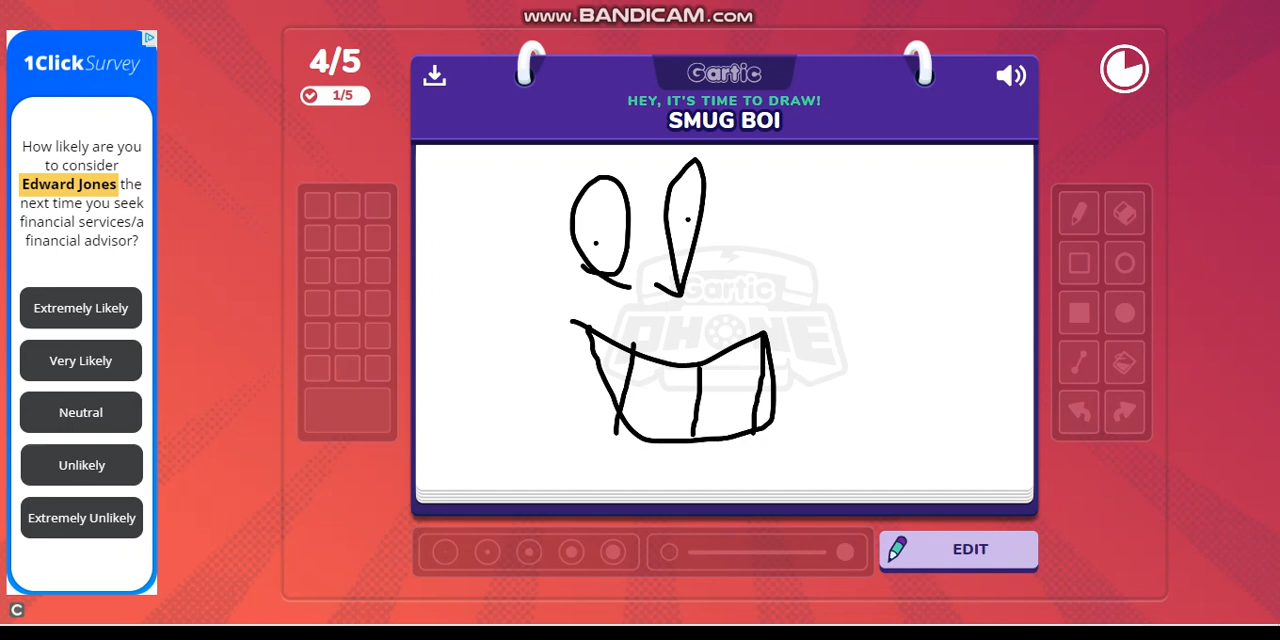 www.BANDICAM.com
1ClickSurvey
How likely are you
to consider
Edward Jones the
next time you seek
financial services/a
financial advisor?
Extremely Likely
Very Likely
Neutral
Unlikely
Extremely Unlikely
4/5
1/5
Gartic
HEY, IT'S TIME TO DRAW!
SMUG BOI
Gartic
PHONE
EDIT